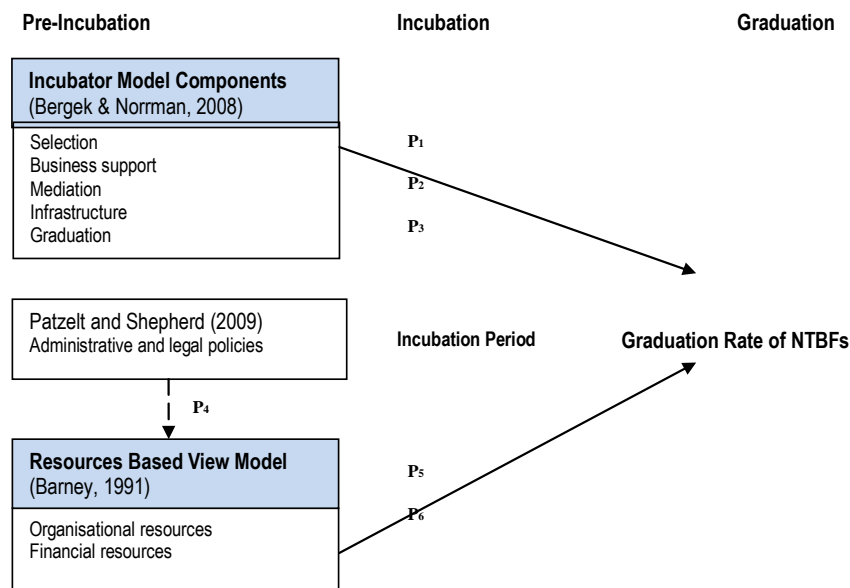 Pre-Incubation
Incubation
Graduation
Incubator Model Components
(Bergek & Norrman, 2008)
Selection
Business support
Mediation
Infrastructure
Graduation
P1
P2
P3
Patzelt and Shepherd (2009)
Administrative and legal policies
Incubation Period
Graduation Rate of NTBFs
P4
Resources Based View Model
(Barney, 1991)
Organisational resources
Financial resources
P5
P6